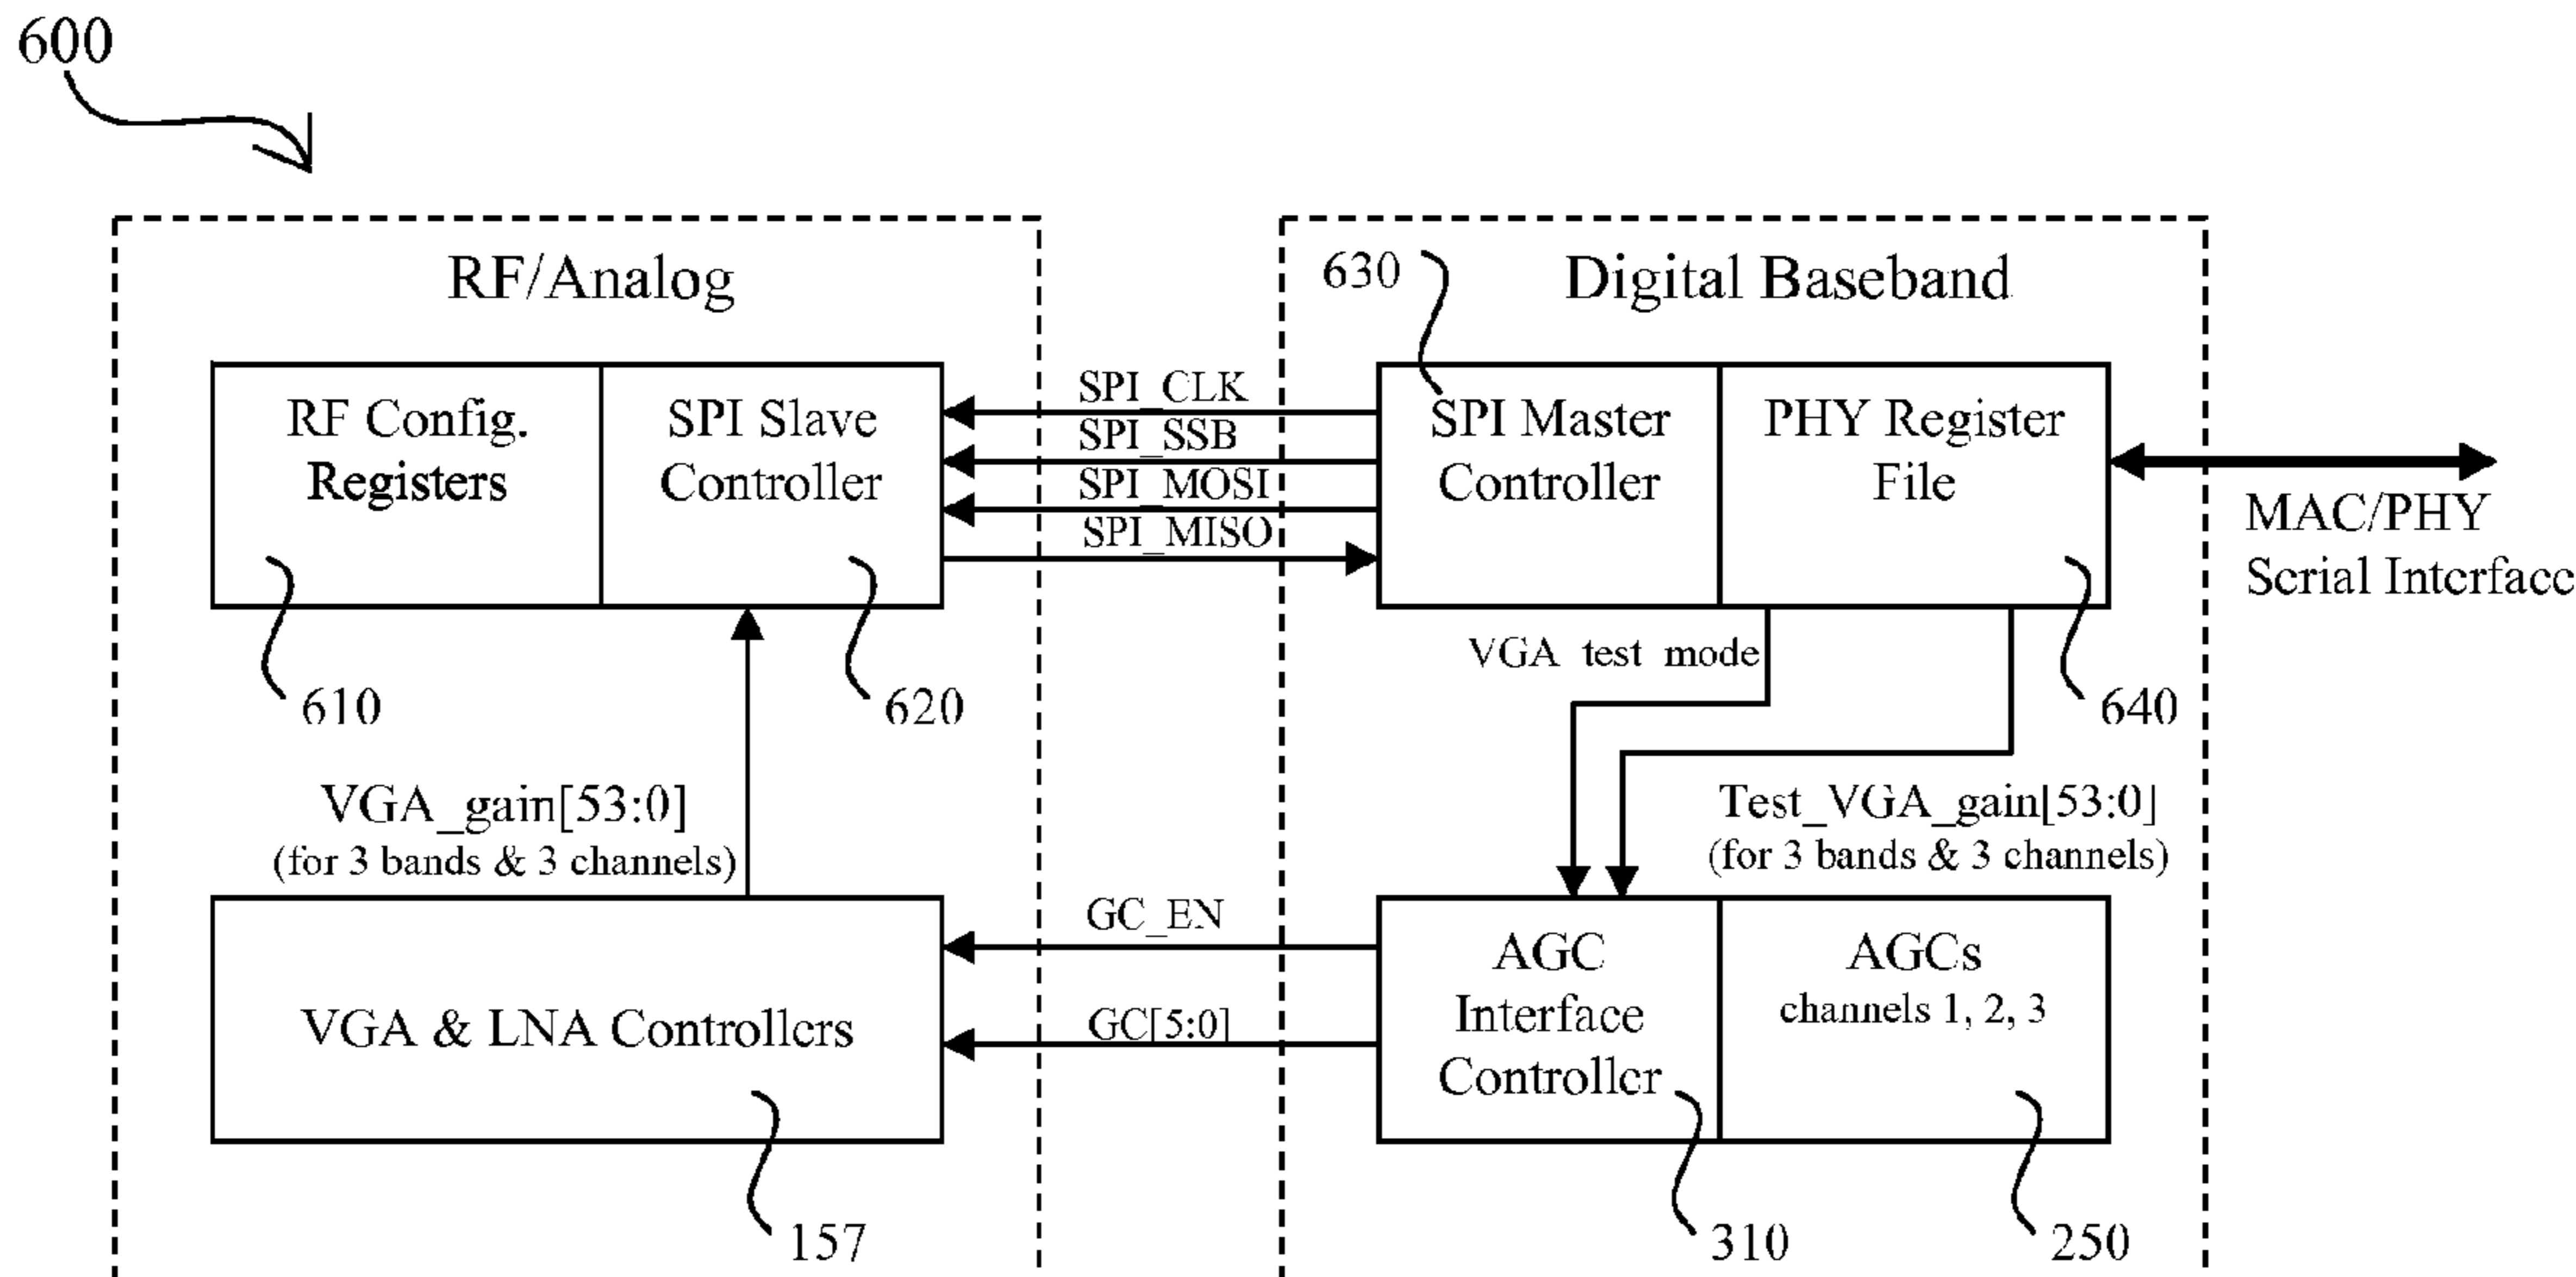 600
RF/Analog
RF Config.
Registers
SPI Slave
Controller
610
620
VGA_gain[53:0]
(for 3 bands & 3 channels)
VGA & LNA Controllers
157
SPI_CLK
SPI_SSB
SPI_MOSI
SPI_MISO
GC_EN
GC[5:0]
Digital Baseband
630
SPI Master
Controller
PHY Register
File
640
VGA test mode
Test_VGA_gain[53:0]
(for 3 bands & 3 channels)
AGC
Interface
Controller
AGCs
channels 1, 2, 3
310
250
MAC/PHY
Serial Interface